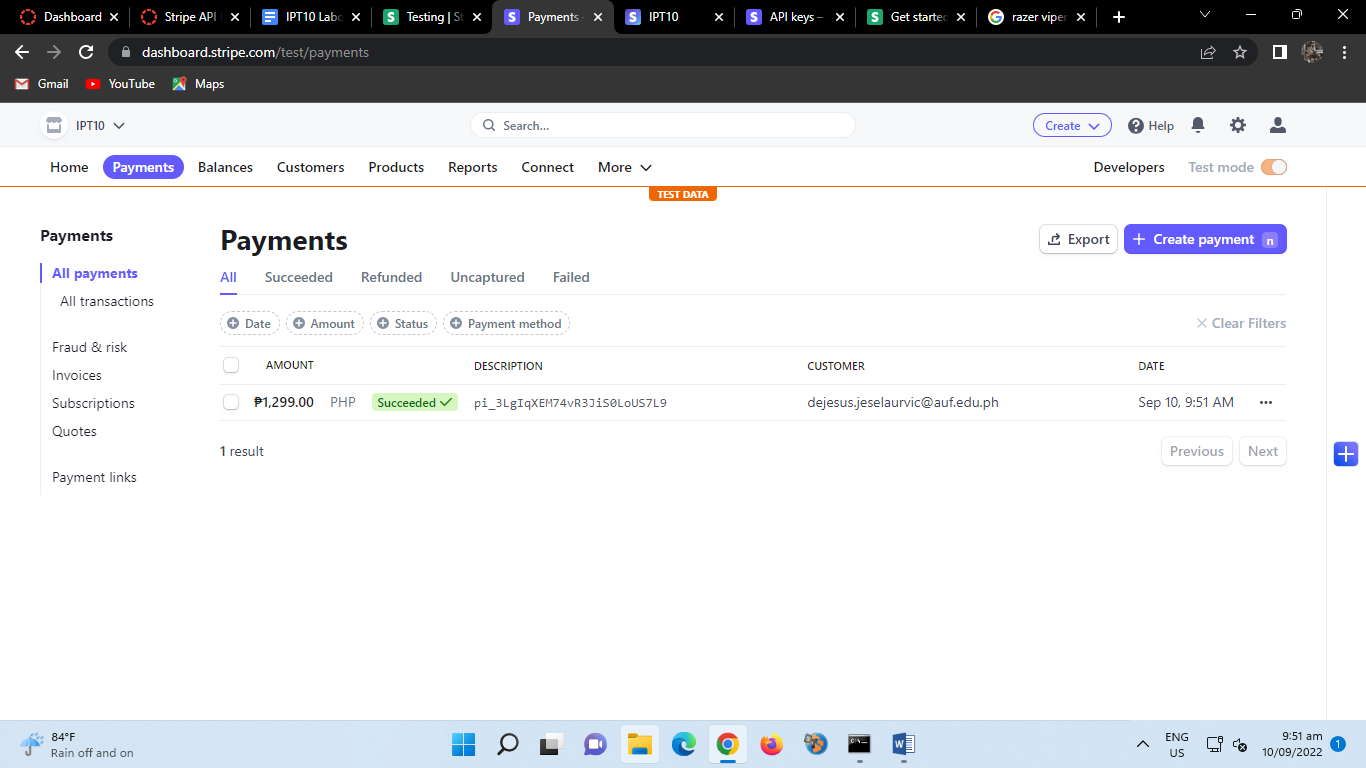 Dashboard
Stripe API
IPT10 Labo
Testing | S
Payments
IPT10
API keys –
Get started
razer viper
dashboard.stripe.com/test/payments
Gmail
YouTube
Maps
IPT10
Search...
Create
Help
Home
Payments
Balances
Customers
Products
Reports
Connect
More
Developers
Test mode
TEST DATA
Payments
All payments
All transactions
Fraud & risk
Invoices
Subscriptions
Quotes
Payment links
Payments
Export
Create payment n
All
Succeeded
Refunded
Uncaptured
Failed
Date
Amount
Status
Payment method
Clear Filters
AMOUNT DESCRIPTION CUSTOMER DATE
₱1,299.00 PHP Succeeded pi_3LgIqXEM74vR3JiS0LoUS7L9 dejesus.jeselaurvic@auf.edu.ph Sep 10, 9:51 AM
1 result
Previous
Next
84°F
Rain off and on
ENG
US
9:51 am
10/09/2022
1